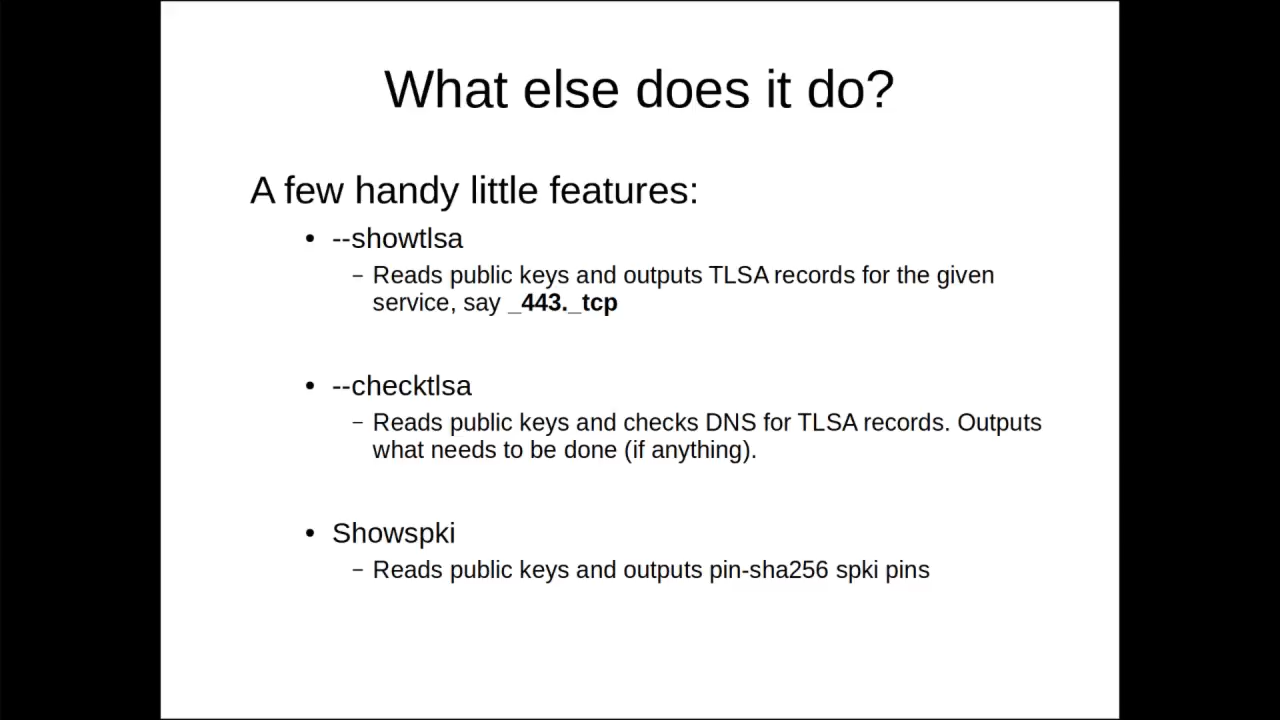 What else does it do?
A few handy little features:
• --showtlsa
– Reads public keys and outputs TLSA records for the given
service, say _443._tcp
• --checktlsa
– Reads public keys and checks DNS for TLSA records. Outputs
what needs to be done (if anything).
• Showspki
– Reads public keys and outputs pin-sha256 spki pins